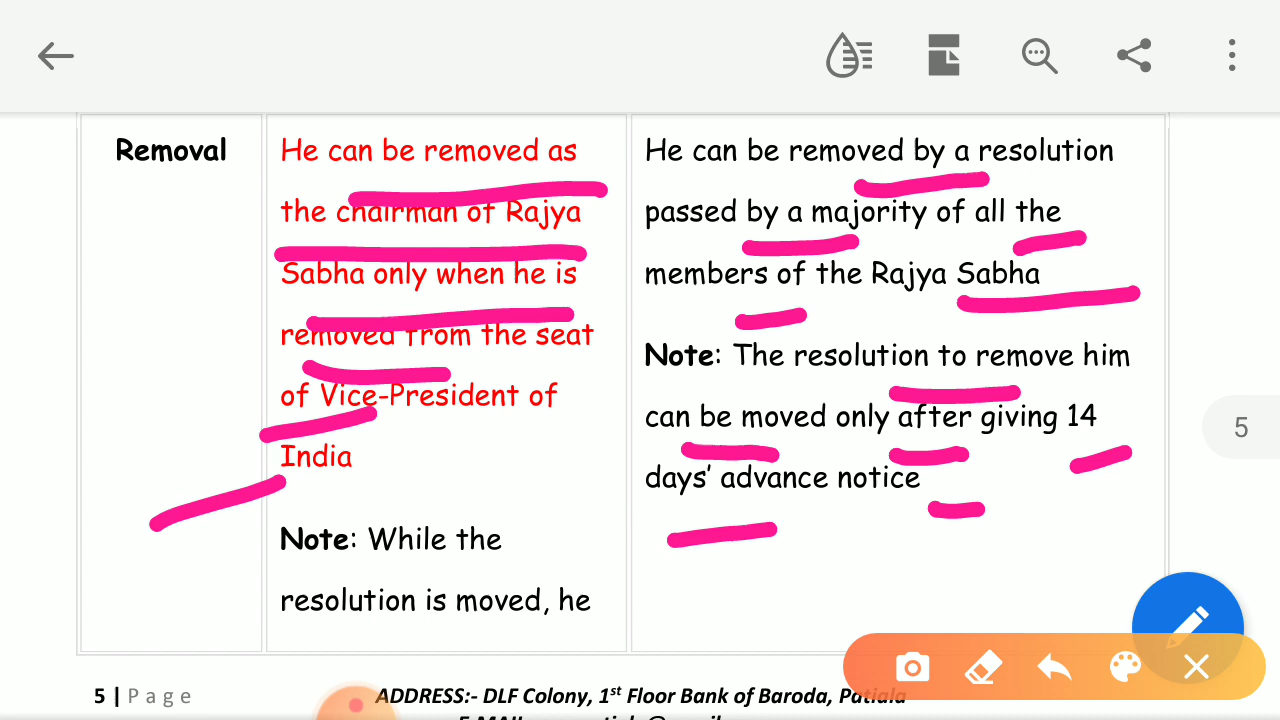 Removal
He can be removed as
the chairman of Rajya
Sabha only when he is
removed from the seat
of Vice-President of
India
Note: While the
resolution is moved, he
He can be removed by a resolution
passed by a majority of all the
members of the Rajya Sabha
Note: The resolution to remove him
can be moved only after giving 14
days’ advance notice
5
5 | Page
ADDRESS:- DLF Colony, 1st Floor Bank of Baroda, Patiala